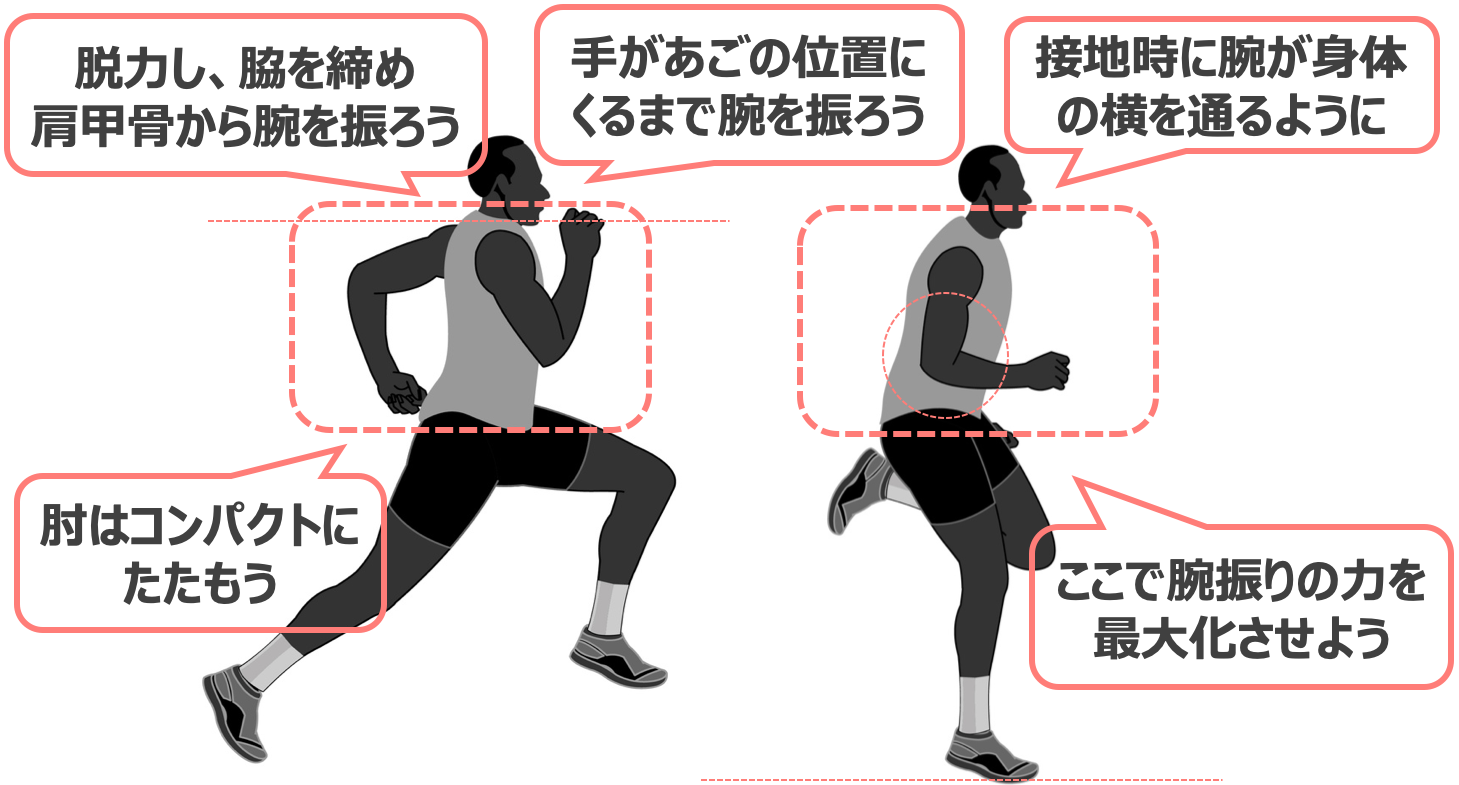 脱力し、脇を締め
肩甲骨から腕を振ろう
手があごの位置に
くるまで腕を振ろう
接地時に腕が身体
の横を通るように
肘はコンパクトに
たたもう
ここで腕振りの力を
最大化させよう